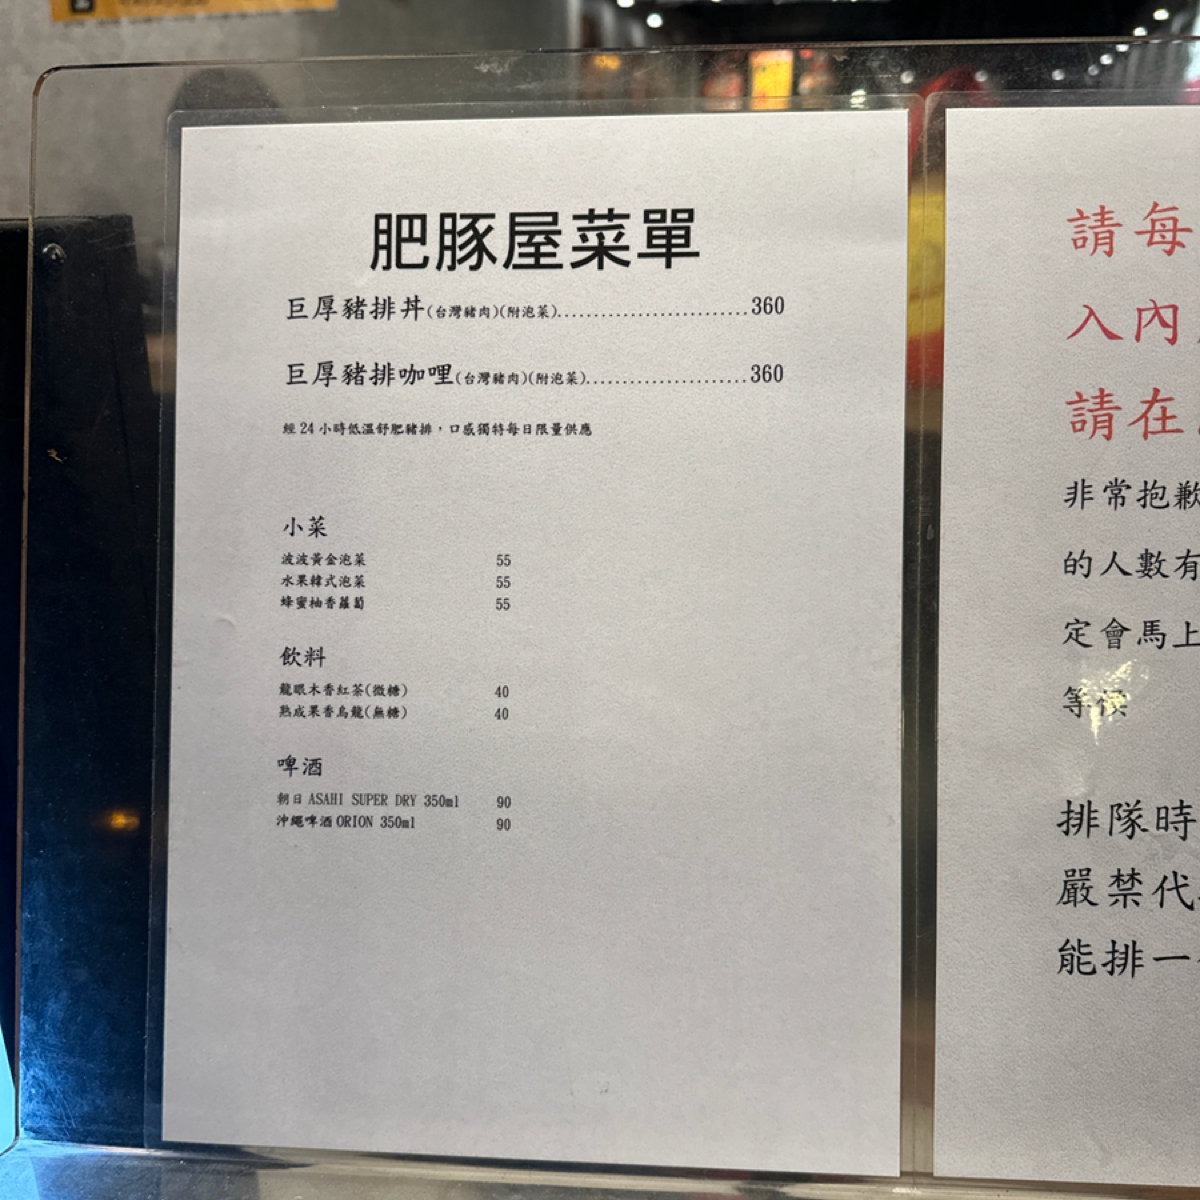 肥豚屋菜單
巨厚豬排丼(台灣豬肉)(附泡菜)..........................360
巨厚豬排咖哩(台灣豬肉)(附泡菜)......................360
經 24 小時低溫舒肥豬排，口感獨特每日限量供應
小菜
波波黃金泡菜 55
水果韓式泡菜 55
蜂蜜柚香蘿蔔 55
飲料
龍眼木香紅茶(微糖) 40
熟成果香烏龍(無糖) 40
啤酒
朝日 ASAHI SUPER DRY 350ml 90
沖繩啤酒 ORION 350ml 90
請每
入內
請在
非常抱歉
的人數有
定會馬上
等候
排隊時
嚴禁代
能排一